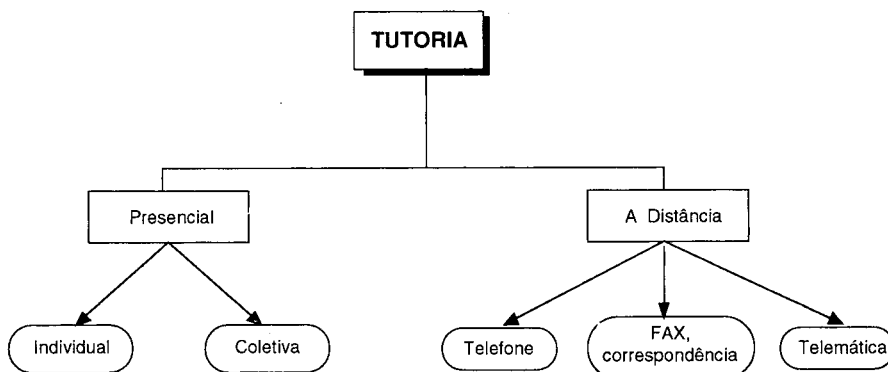 TUTORIA
Presencial
A Distância
Individual
Coletiva
Telefone
FAX,
correspondência
Telemática